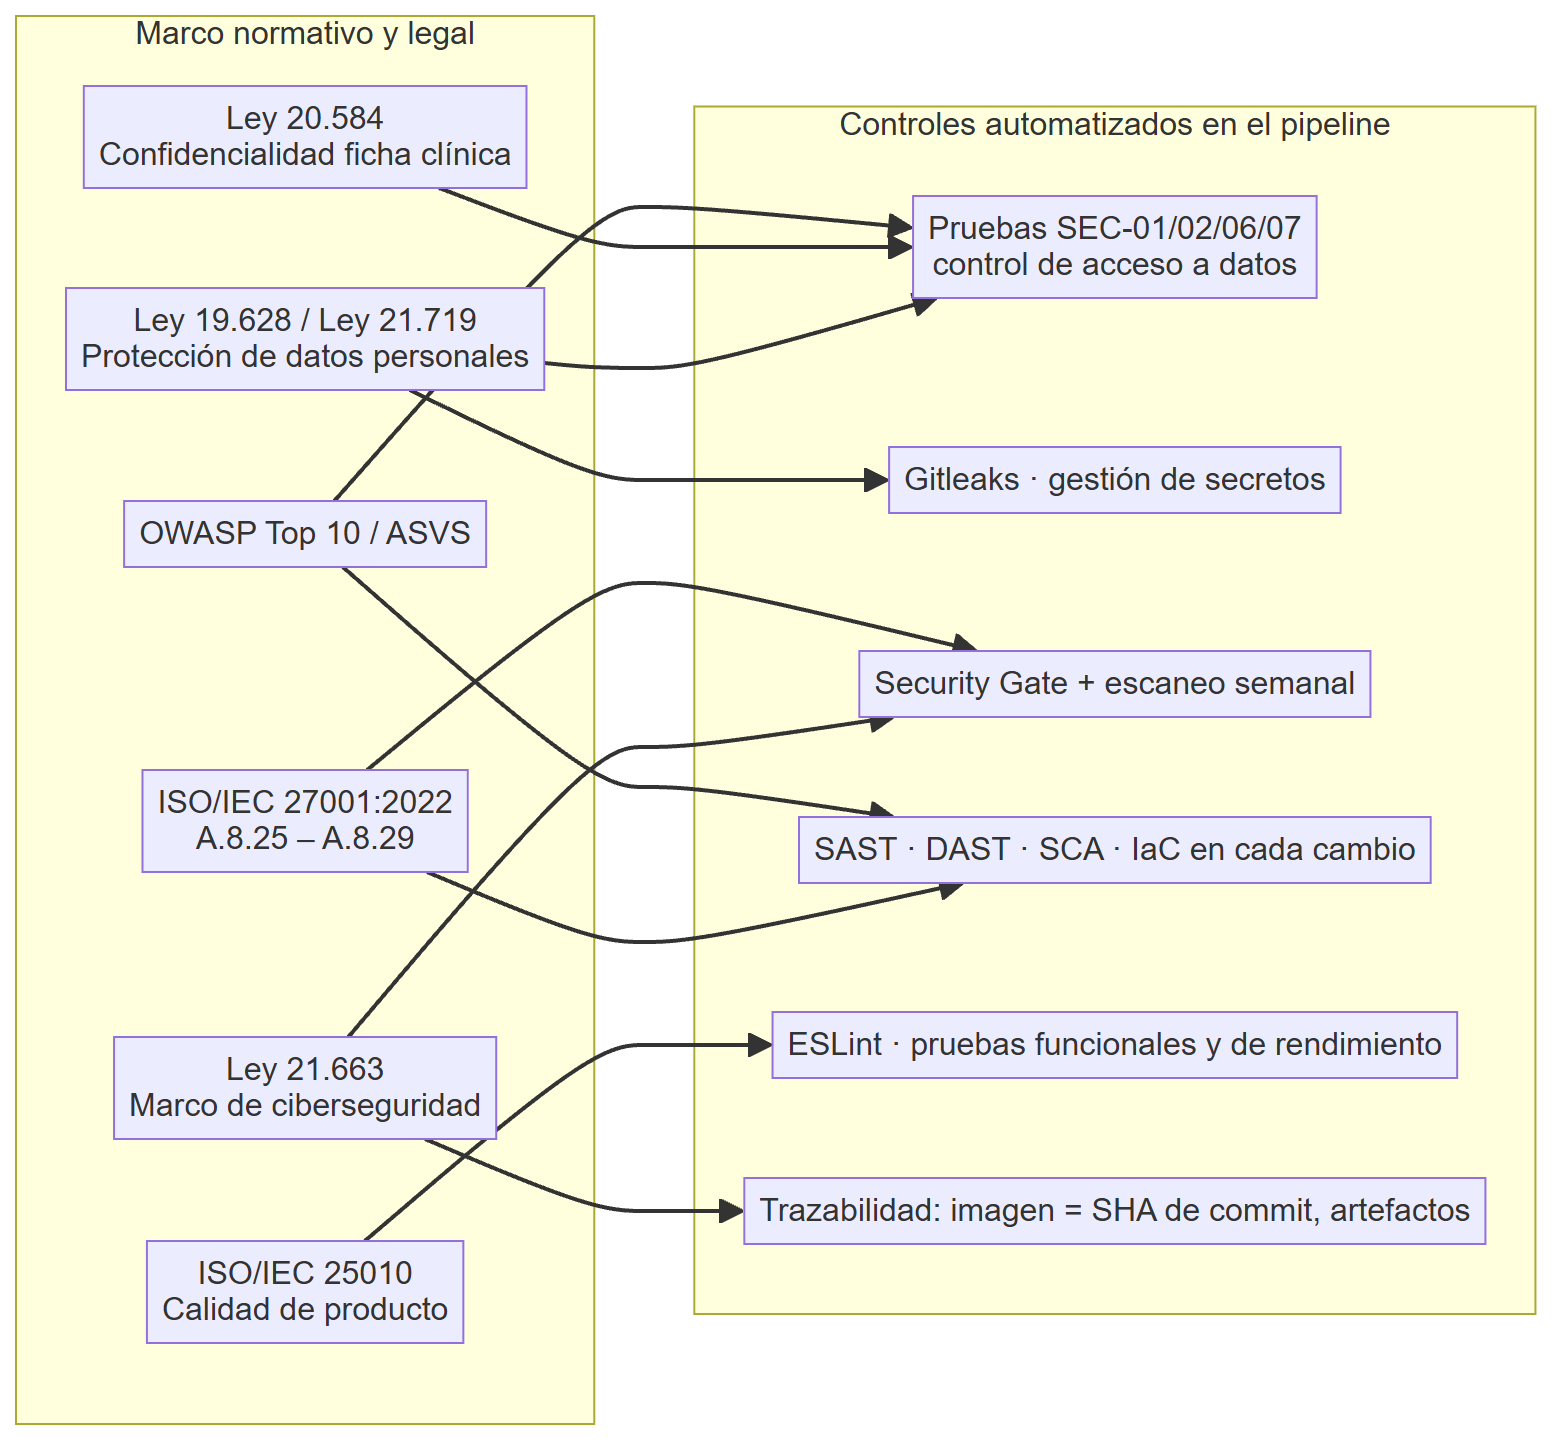 Marco normativo y legal
Ley 20.584
Confidencialidad ficha clínica
Ley 19.628 / Ley 21.719
Protección de datos personales
OWASP Top 10 / ASVS
ISO/IEC 27001:2022
A.8.25 – A.8.29
Ley 21.663
Marco de ciberseguridad
ISO/IEC 25010
Calidad de producto
Controles automatizados en el pipeline
Pruebas SEC-01/02/06/07
control de acceso a datos
Gitleaks · gestión de secretos
Security Gate + escaneo semanal
SAST · DAST · SCA · IaC en cada cambio
ESLint · pruebas funcionales y de rendimiento
Trazabilidad: imagen = SHA de commit, artefactos